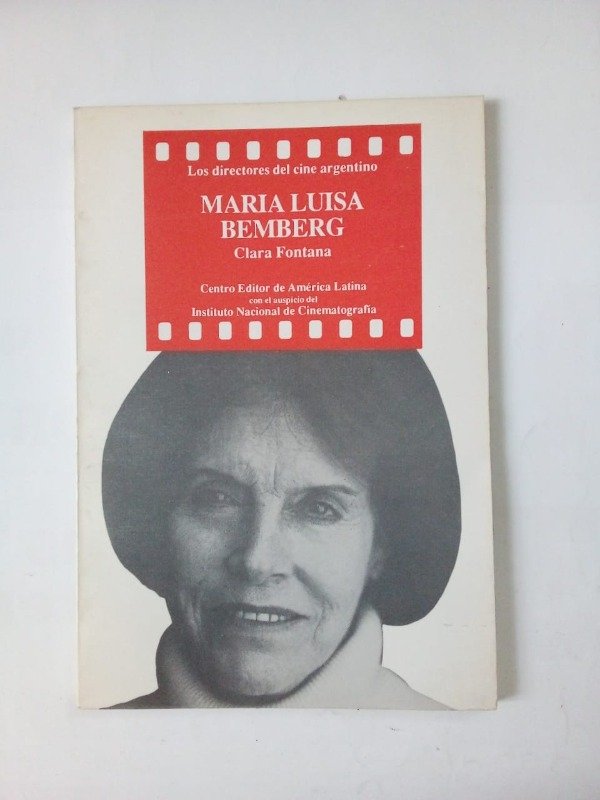 Los directores del cine argentino
MARIA LUISA
BEMBERG
Clara Fontana
Centro Editor de América Latina
con el auspicio del
Instituto Nacional de Cinematografía